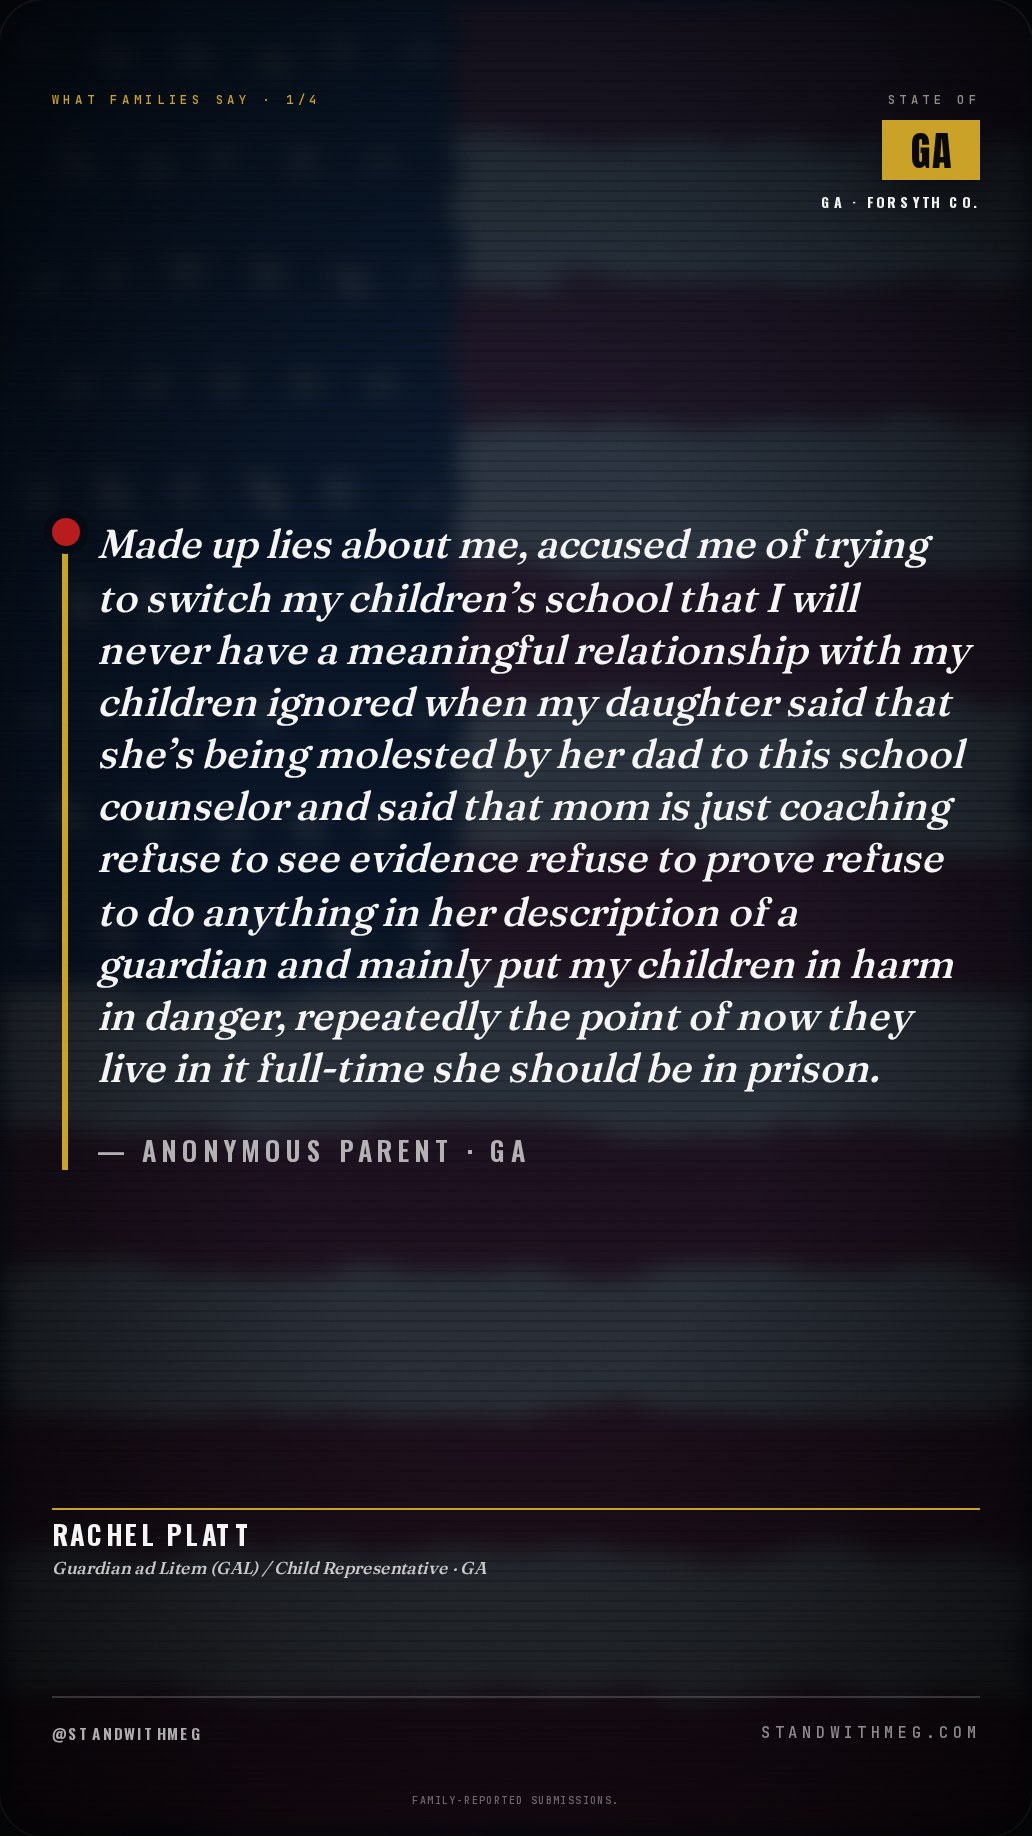 WHAT FAMILIES SAY · 1/4
STATE OF
GA
GA · FORSYTH CO.
Made up lies about me, accused me of trying
to switch my children’s school that I will
never have a meaningful relationship with my
children ignored when my daughter said that
she’s being molested by her dad to this school
counselor and said that mom is just coaching
refuse to see evidence refuse to prove refuse
to do anything in her description of a
guardian and mainly put my children in harm
in danger, repeatedly the point of now they
live in it full-time she should be in prison.
— ANONYMOUS PARENT · GA
RACHEL PLATT
Guardian ad Litem (GAL) / Child Representative · GA
@STANDWITHMEG
STANDWITHMEG.COM
FAMILY-REPORTED SUBMISSIONS.